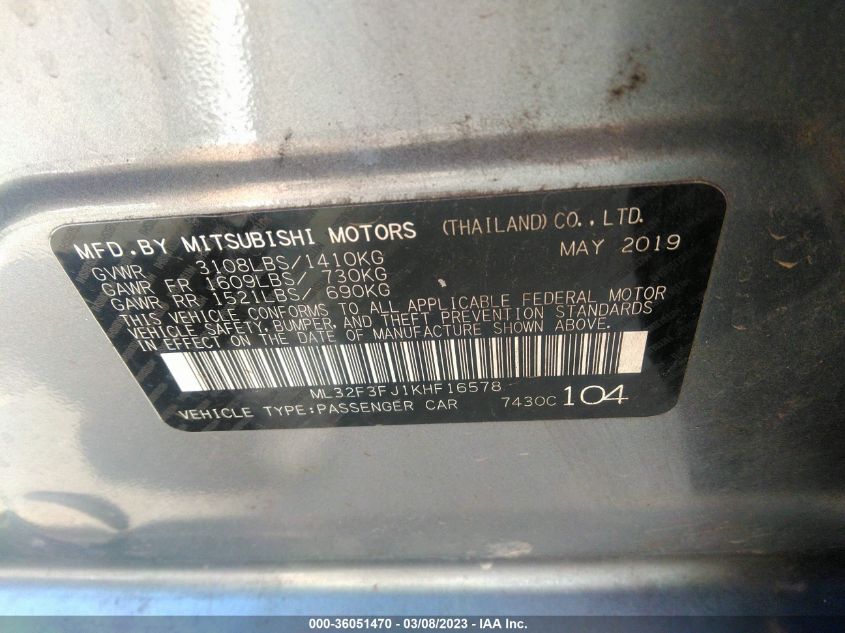 MFD.BY MITSUBISHI MOTORS (THAILAND) CO.,LTD.
GVWR 3108LBS/1410KG MAY 2019
GAWR FR 1609LBS/ 730KG
GAWR RR 1521LBS/ 690KG
THIS VEHICLE CONFORMS TO ALL APPLICABLE FEDERAL MOTOR
VEHICLE SAFETY, BUMPER, AND THEFT PREVENTION STANDARDS
IN EFFECT ON THE DATE OF MANUFACTURE SHOWN ABOVE.
ML32F3FJ1KHF16578
VEHICLE TYPE:PASSENGER CAR 7430C 104
000-36051470 - 03/08/2023 - IAA Inc.